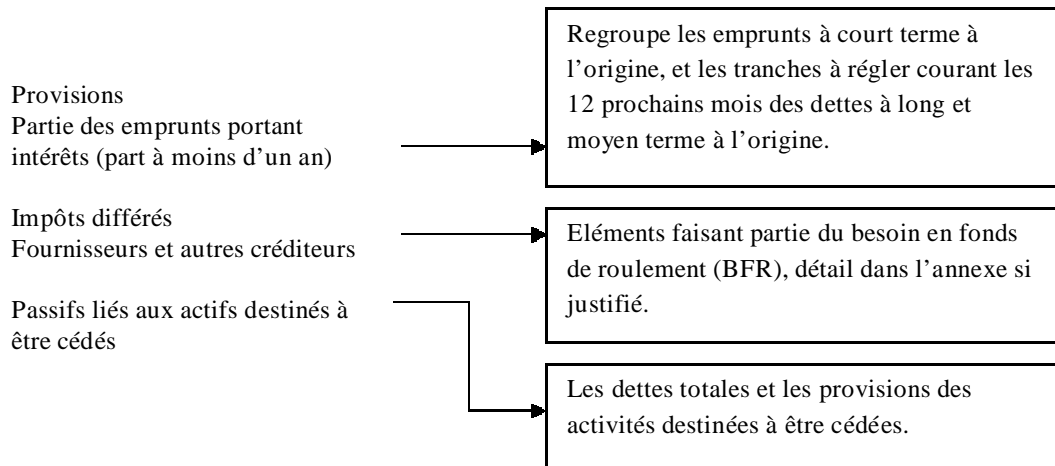 Provisions
Partie des emprunts portant
intérêts (part à moins d’un an)
Regroupe les emprunts à court terme à
l’origine, et les tranches à régler courant les
12 prochains mois des dettes à long et
moyen terme à l’origine.
Impôts différés
Fournisseurs et autres créditeurs
Eléments faisant partie du besoin en fonds
de roulement (BFR), détail dans l’annexe si
justifié.
Passifs liés aux actifs destinés à
être cédés
Les dettes totales et les provisions des
activités destinées à être cédées.